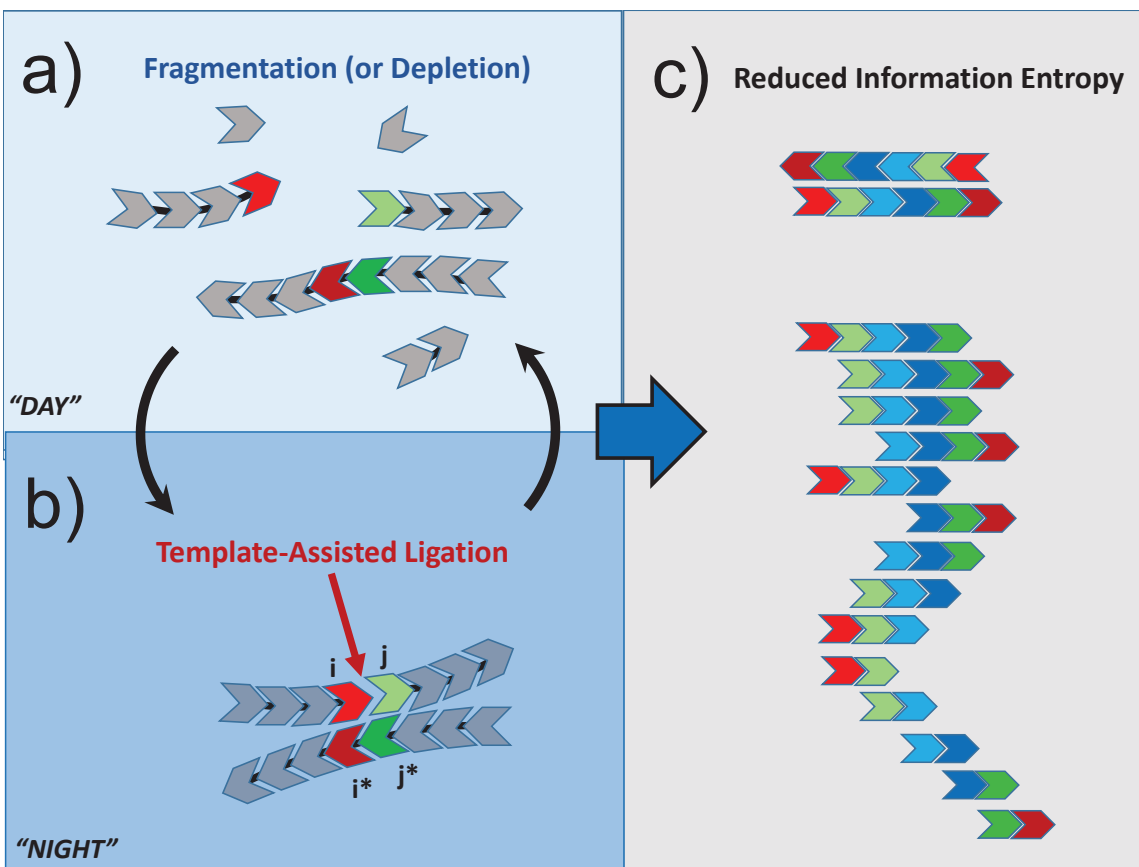 a)
Fragmentation (or Depletion)
“DAY”
b)
Template-Assisted Ligation
i
j
i*
j*
“NIGHT”
c)
Reduced Information Entropy